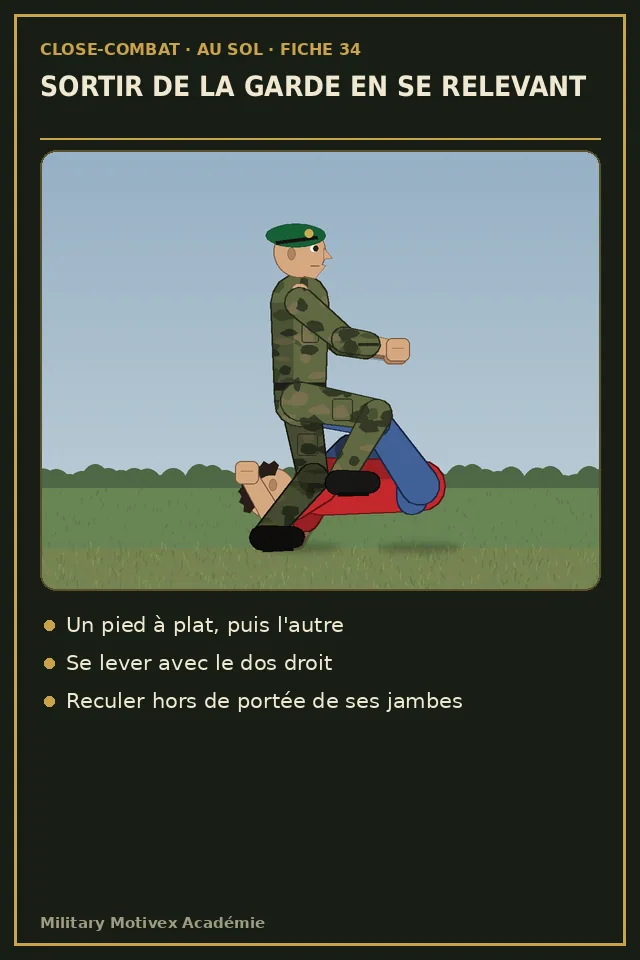 CLOSE-COMBAT · AU SOL · FICHE 34
SORTIR DE LA GARDE EN SE RELEVANT
Un pied à plat, puis l'autre
Se lever avec le dos droit
Reculer hors de portée de ses jambes
Military Motivex Académie